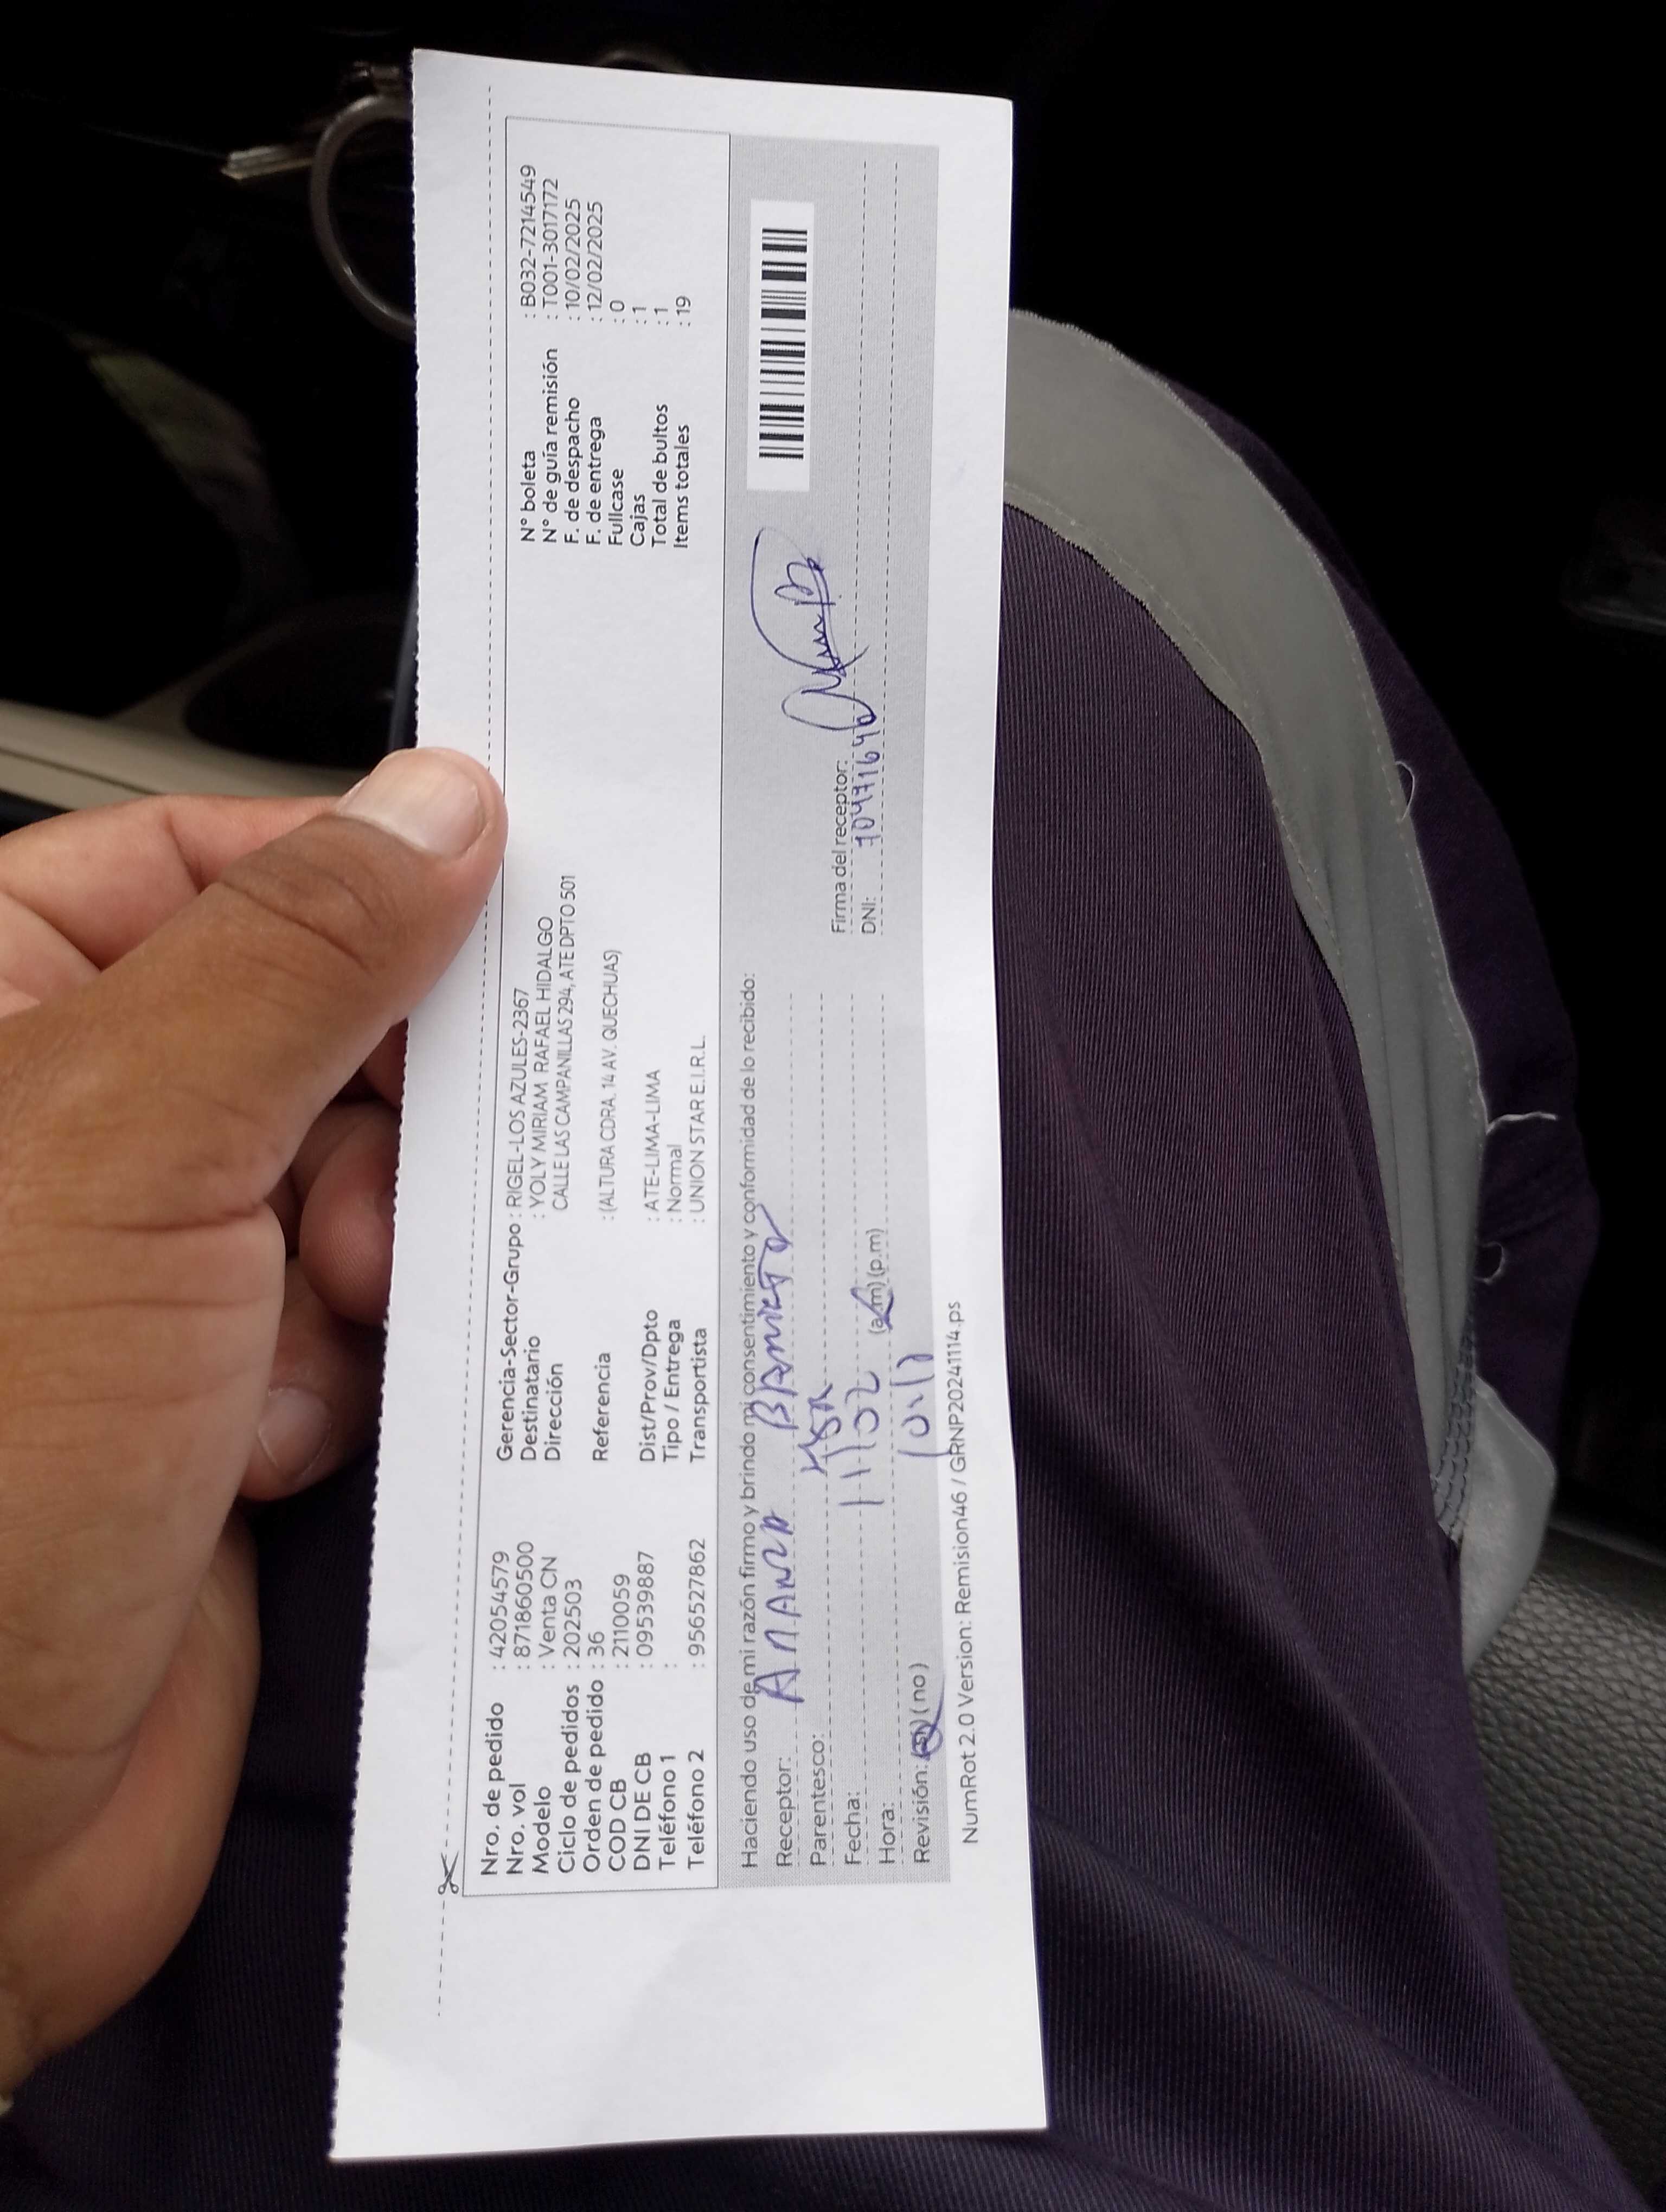 Nro. de pedido : 42054579
Nro. vol : 871860500
Modelo : Venta CN
Ciclo de pedidos : 202503
Orden de pedido : 36
COD CB : 2110059
DNI DE CB : 09539887
Teléfono 1 :
Teléfono 2 : 956527862
Gerencia-Sector-Grupo : RIGEL-LOS AZULES-2367
Destinatario : YOLY MIRIAM RAFAEL HIDALGO
Dirección CALLE LAS CAMPANILLAS 294, ATE DPTO 501
Referencia : (ALTURA CDRA. 14 AV. QUECHUAS)
Dist/Prov/Dpto : ATE-LIMA-LIMA
Tipo / Entrega : Normal
Transportista : UNION STAR E.I.R.L.
N° boleta : B032-7214549
N° de guía remisión : T001-3017172
F. de despacho : 10/02/2025
F. de entrega : 12/02/2025
Fullcase : 0
Cajas : 1
Total de bultos : 1
Items totales : 19
Haciendo uso de mi razón firmo y brindo mi consentimiento y conformidad de lo recibido:
Receptor:
Parentesco:
Fecha: 11/02
Hora: (a.m) (p.m)
Revisión: (no)
Firma del receptor:
DNI:
NumRot 2.0 Version: Remision46 / GRNP20241114.ps